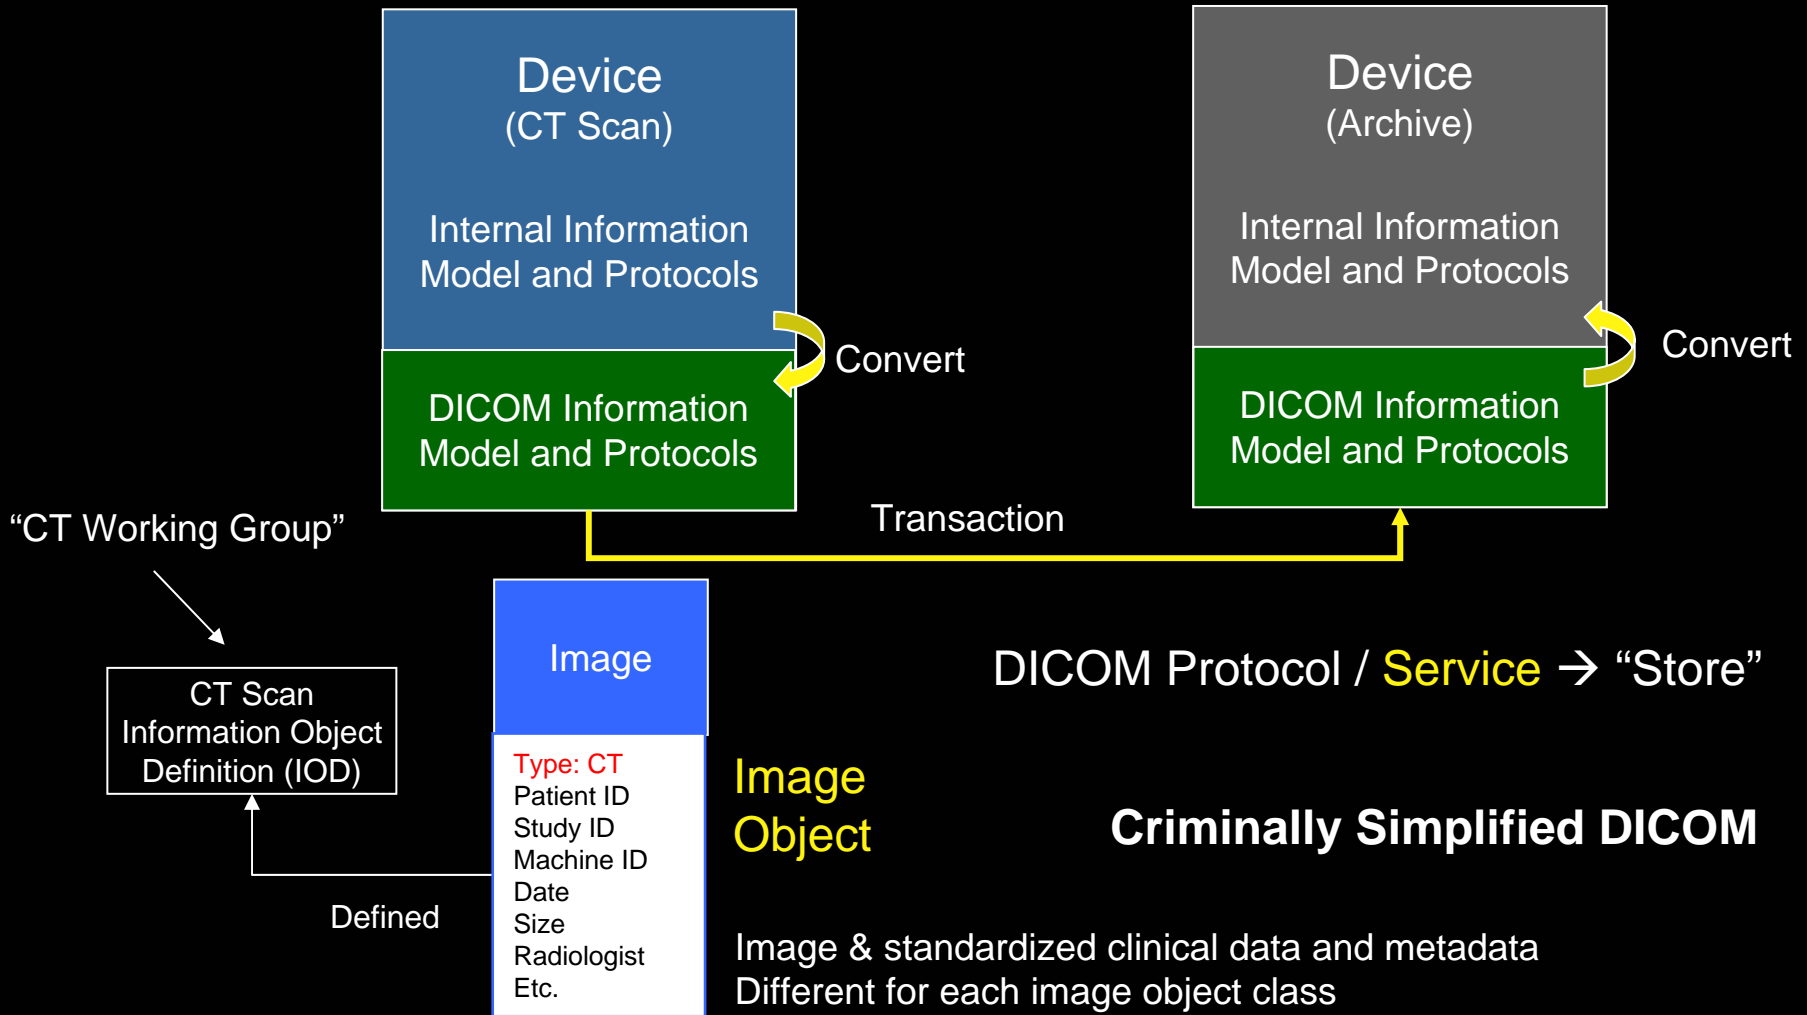 Device
(CT Scan)
Internal Information
Model and Protocols
Convert
DICOM Information
Model and Protocols
Device
(Archive)
Internal Information
Model and Protocols
Convert
DICOM Information
Model and Protocols
Transaction
“CT Working Group”
CT Scan
Information Object
Definition (IOD)
Defined
Image
Type: CT
Patient ID
Study ID
Machine ID
Date
Size
Radiologist
Etc.
Image
Object
DICOM Protocol / Service → “Store”
Criminally Simplified DICOM
Image & standardized clinical data and metadata
Different for each image object class